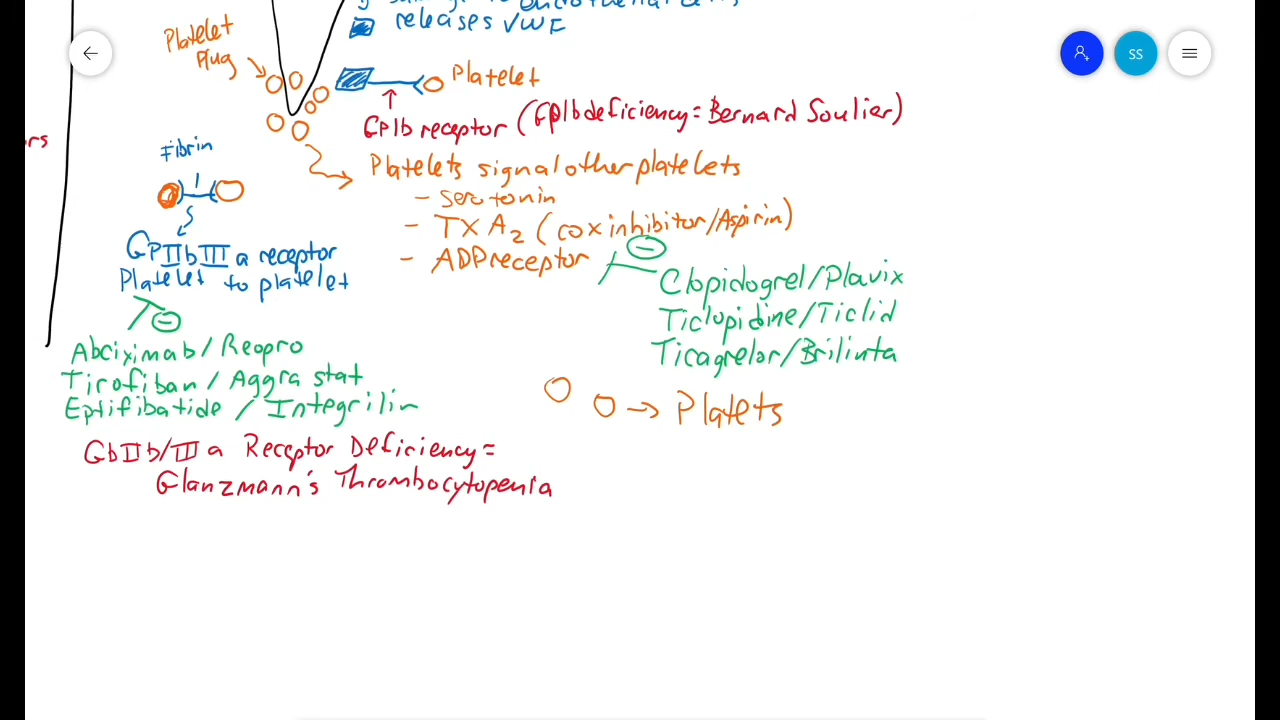 releases vWF
Platelet
Plug
Platelet
GpIb receptor (Gp1b deficiency = Bernard Soulier)
rs
Fibrin
Platelets signal other platelets
- serotonin
- TXA2 (cox inhibitor/Aspirin)
- ADP receptor
GPIIbIIIa receptor
Platelet to platelet
Clopidogrel/Plavix
Ticlopidine/Ticlid
Ticagrelor/Brilinta
Abciximab/Reopro
Tirofiban/Aggrastat
Eptifibatide/Integrilin
→ Platets
GbIIb/IIIa Receptor Deficiency =
Glanzmann's Thrombocytopenia
SS